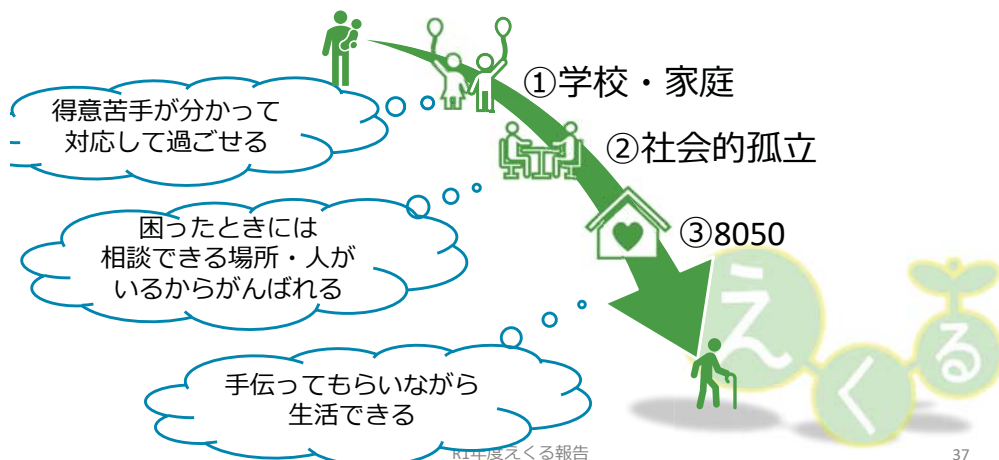 ①学校・家庭
得意苦手が分かって
対応して過ごせる
②社会的孤立
困ったときには
相談できる場所・人が
いるからがんばれる
③8050
えくる
手伝ってもらいながら
生活できる
R1年度えくる報告
37